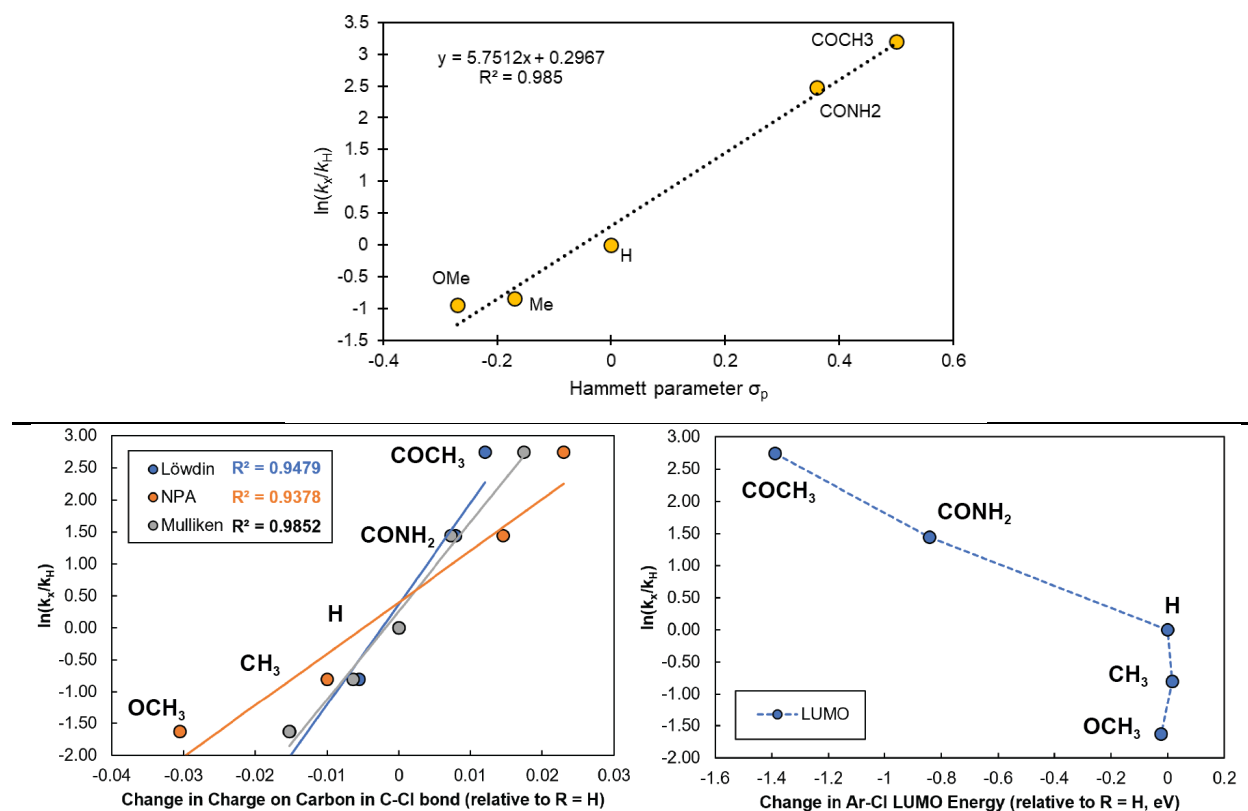 3.5
3
2.5
2
1.5
1
0.5
0
-0.5
-1
-1.5
ln(kₓ/k_H)
y = 5.7512x + 0.2967
R² = 0.985
COCH3
CONH2
H
OMe
Me
-0.4
-0.2
0
0.2
0.4
0.6
Hammett parameter σₚ
3.00
2.50
2.00
1.50
1.00
0.50
0.00
-0.50
-1.00
-1.50
-2.00
ln(kₓ/k_H)
Löwdin R² = 0.9479
NPA R² = 0.9378
Mulliken R² = 0.9852
COCH₃
CONH₂
H
CH₃
OCH₃
-0.04
-0.03
-0.02
-0.01
0
0.01
0.02
0.03
Change in Charge on Carbon in C-Cl bond (relative to R = H)
3.00
2.50
2.00
1.50
1.00
0.50
0.00
-0.50
-1.00
-1.50
-2.00
ln(kₓ/k_H)
COCH₃
CONH₂
H
CH₃
OCH₃
LUMO
-1.6
-1.4
-1.2
-1
-0.8
-0.6
-0.4
-0.2
0
0.2
Change in Ar-Cl LUMO Energy (relative to R = H, eV)